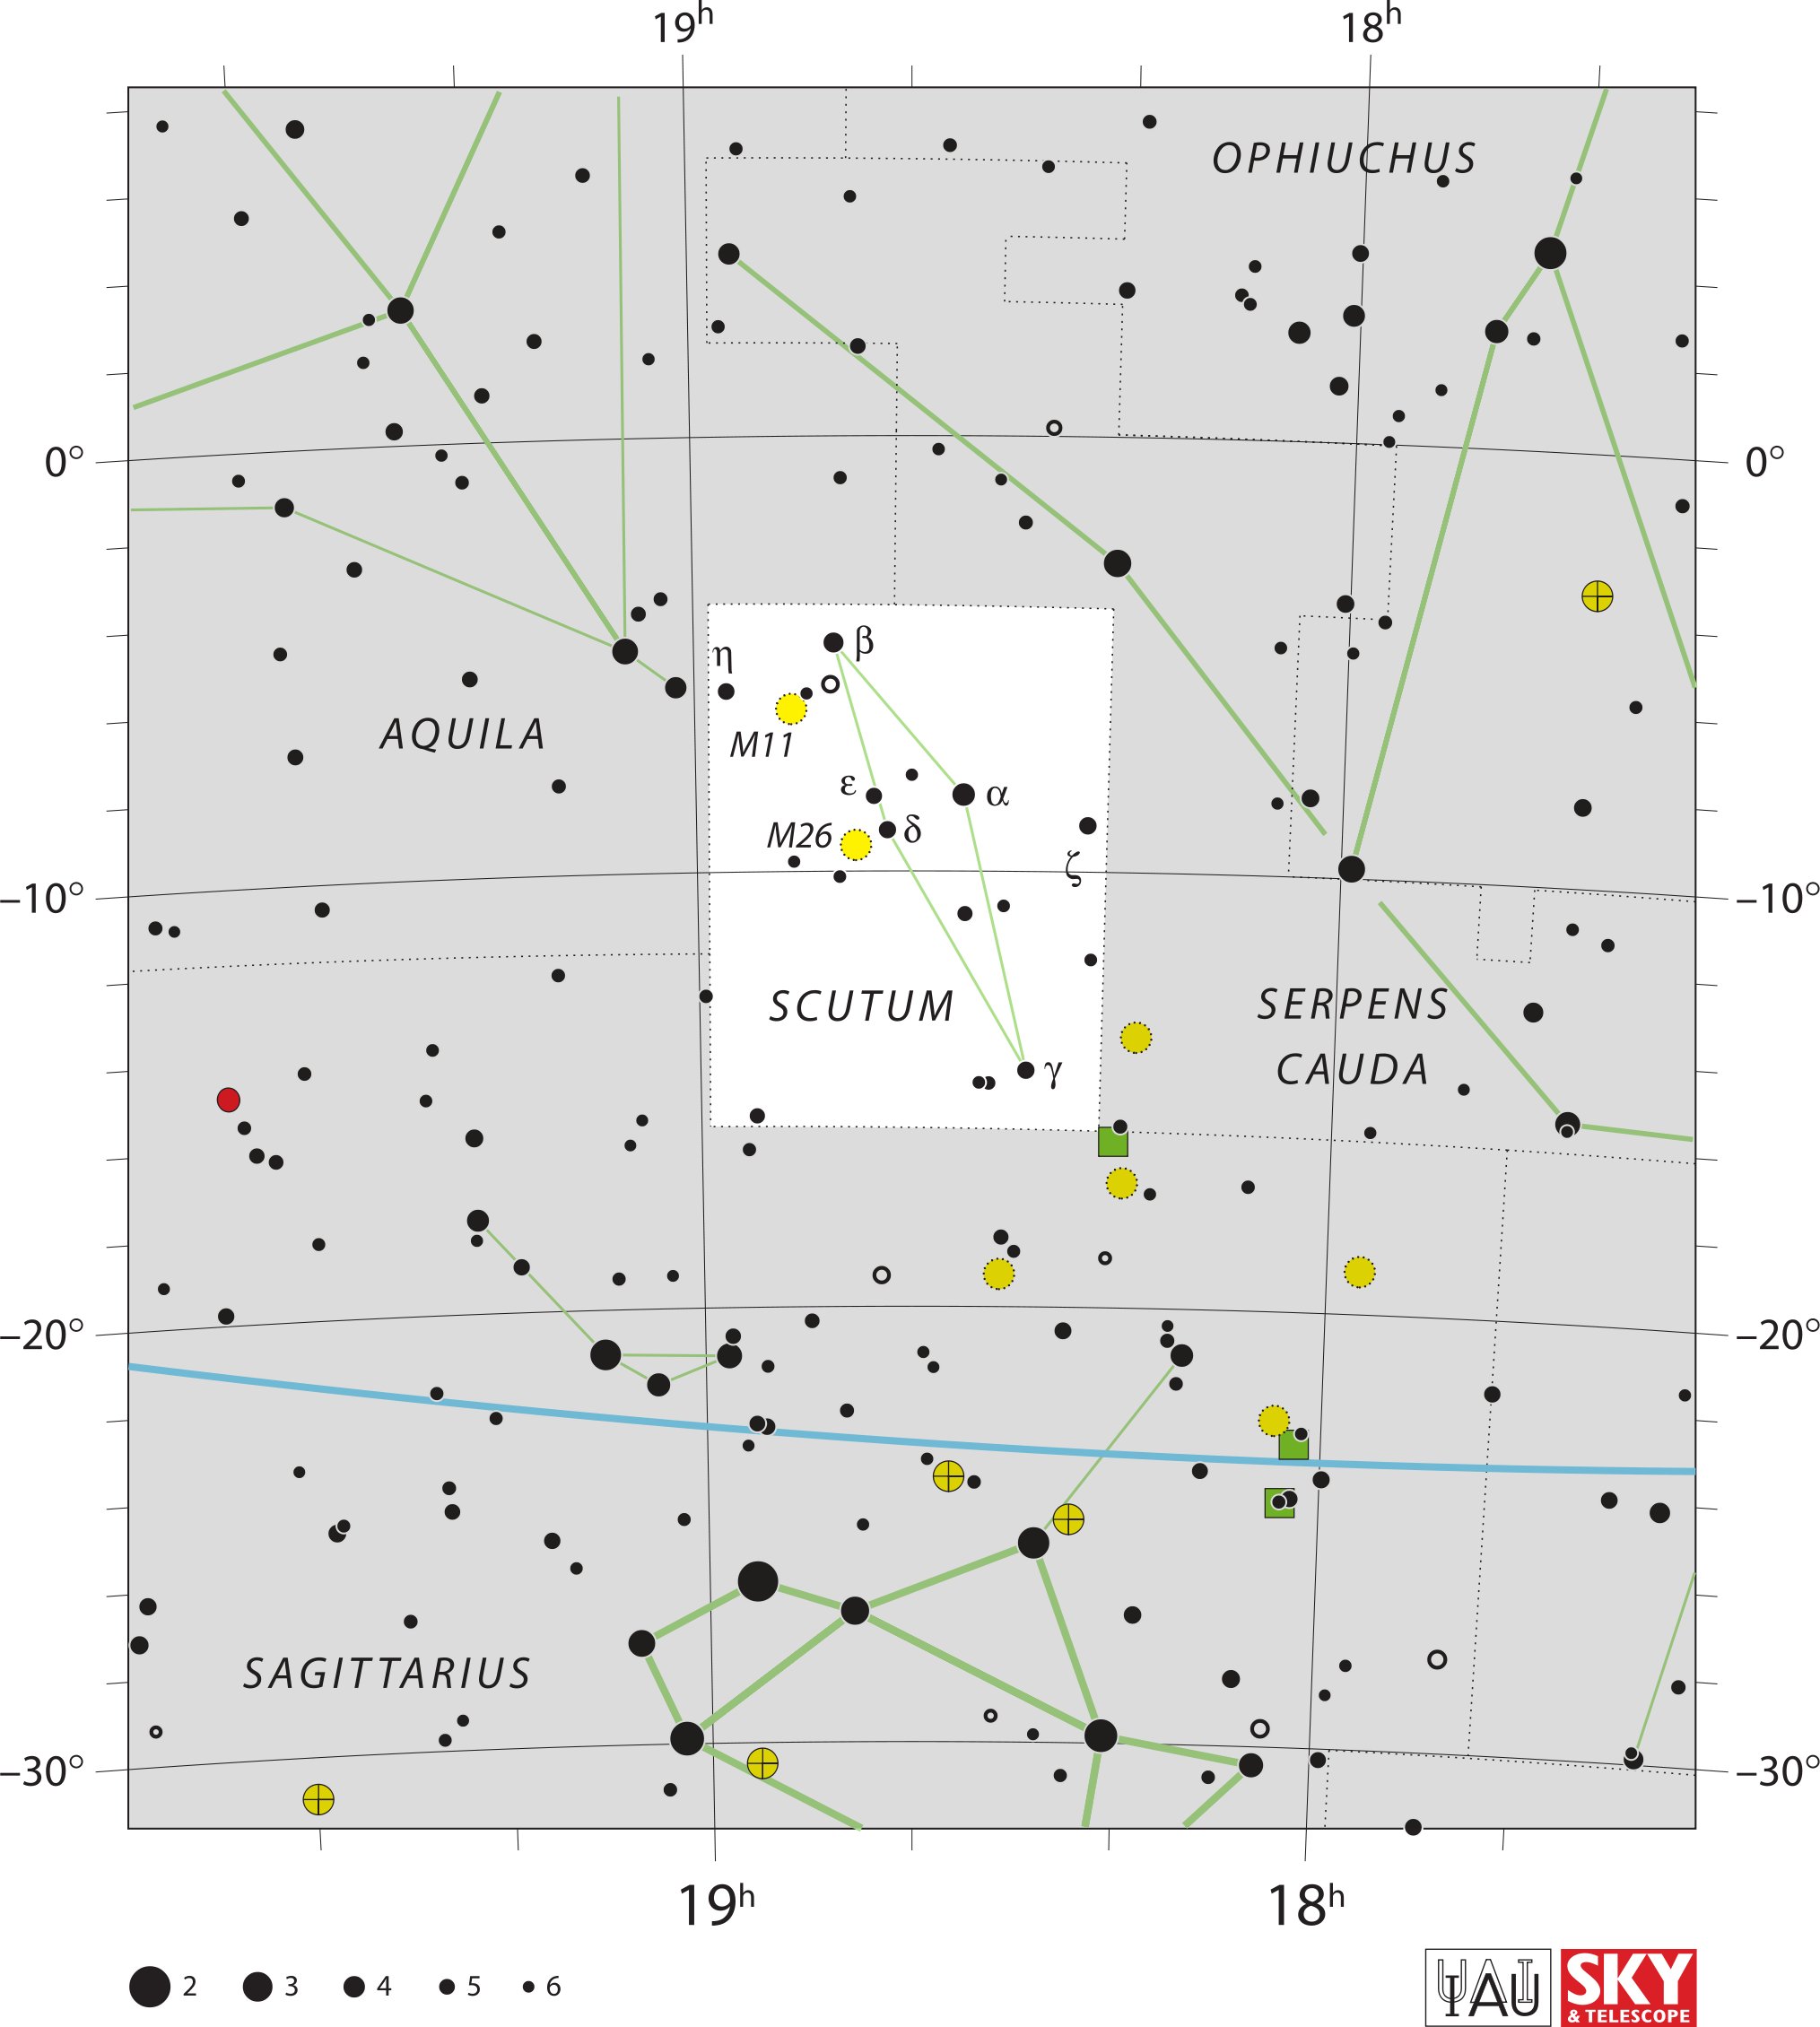 19h 18h
OPHIUCHUS
0° 0°
β
η
AQUILA
M11
ε α
M26 δ
ζ
–10° –10°
SCUTUM
SERPENS
CAUDA
γ
–20° –20°
SAGITTARIUS
–30° –30°
19h 18h
2 3 4 5 6
IAU
SKY
& TELESCOPE